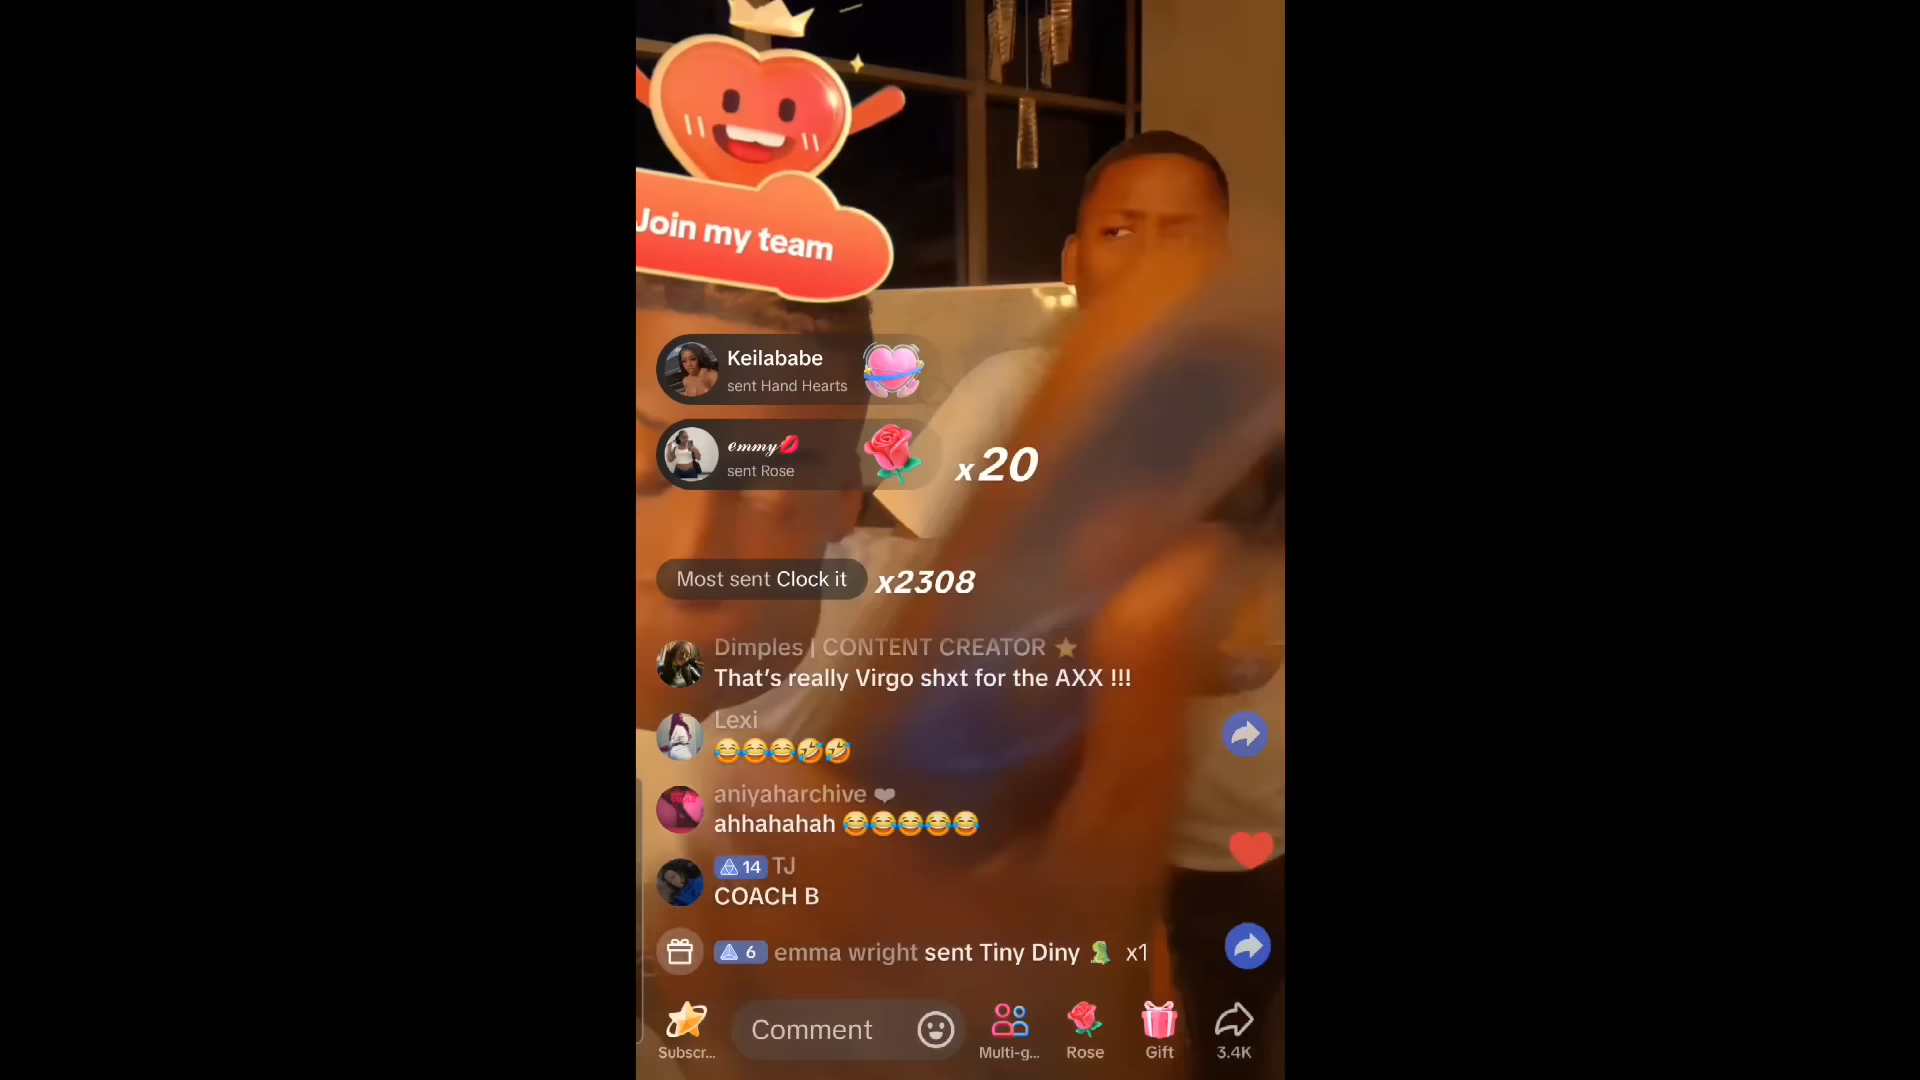 Join my team
Keilababe
sent Hand Hearts
emmy💋
sent Rose
x20
Most sent Clock it x2308
Dimples | CONTENT CREATOR ⭐
That's really Virgo shxt for the AXX !!!
Lexi
😂😂😂🤣🤣
aniyaharchive ❤
ahhahahah 😂😂😂😂😂
14 TJ
COACH B
6 emma wright sent Tiny Diny x1
Comment
Subscr...
Multi-g...
Rose
Gift
3.4K